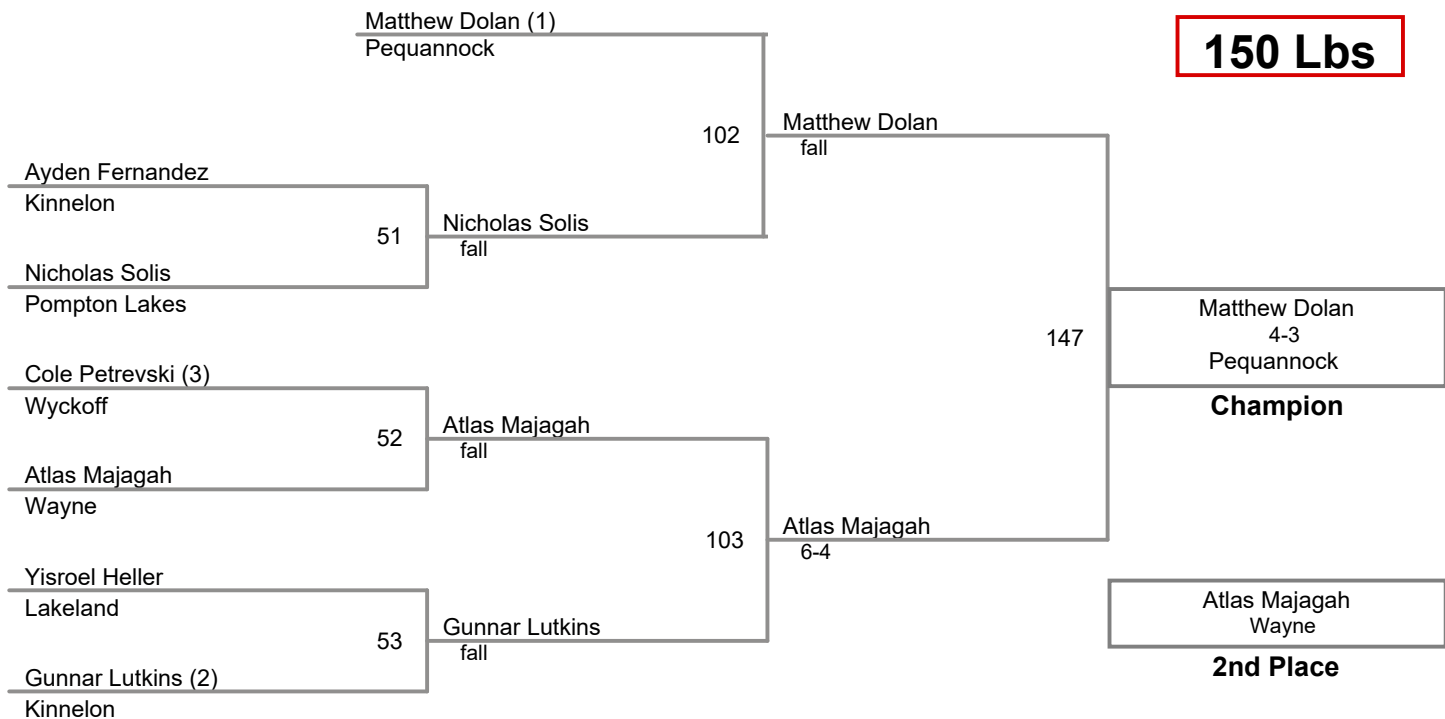 Matthew Dolan (1)
Pequannock
150 Lbs
102
Matthew Dolan
fall
Ayden Fernandez
Kinnelon
51
Nicholas Solis
fall
Nicholas Solis
Pompton Lakes
147
Matthew Dolan
4-3
Pequannock
Champion
Cole Petrevski (3)
Wyckoff
52
Atlas Majagah
fall
Atlas Majagah
Wayne
103
Atlas Majagah
6-4
Yisroel Heller
Lakeland
53
Gunnar Lutkins
fall
Gunnar Lutkins (2)
Kinnelon
Atlas Majagah
Wayne
2nd Place